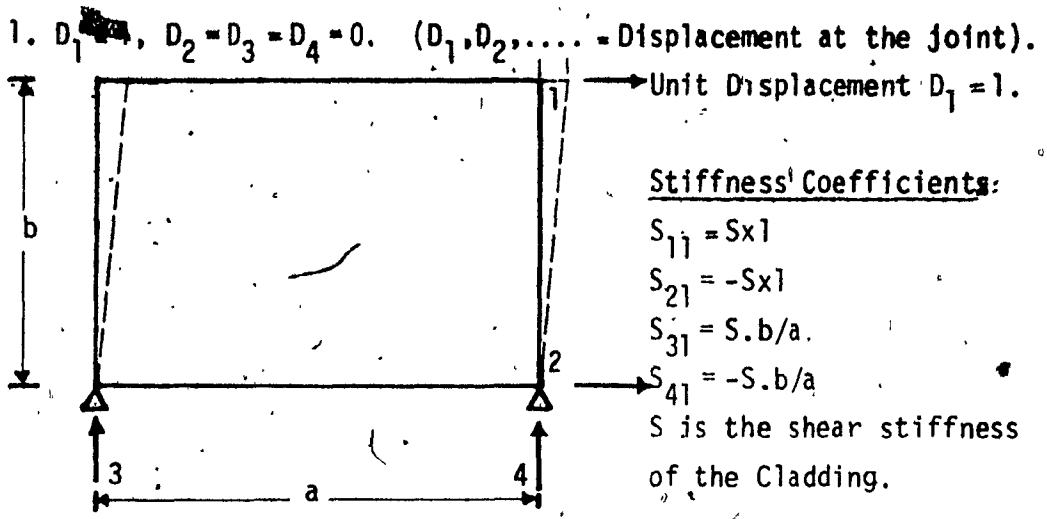 1. D₁ , D₂ = D₃ = D₄ = 0. (D₁, D₂, .... = Displacement at the joint).
1
Unit Displacement D₁ = 1.
Stiffness Coefficients:
b
S₁₁ = Sx1
S₂₁ = -Sx1
S₃₁ = S.b/a.
2
S₄₁ = -S.b/a
S is the shear stiffness
3
4
of the Cladding.
a